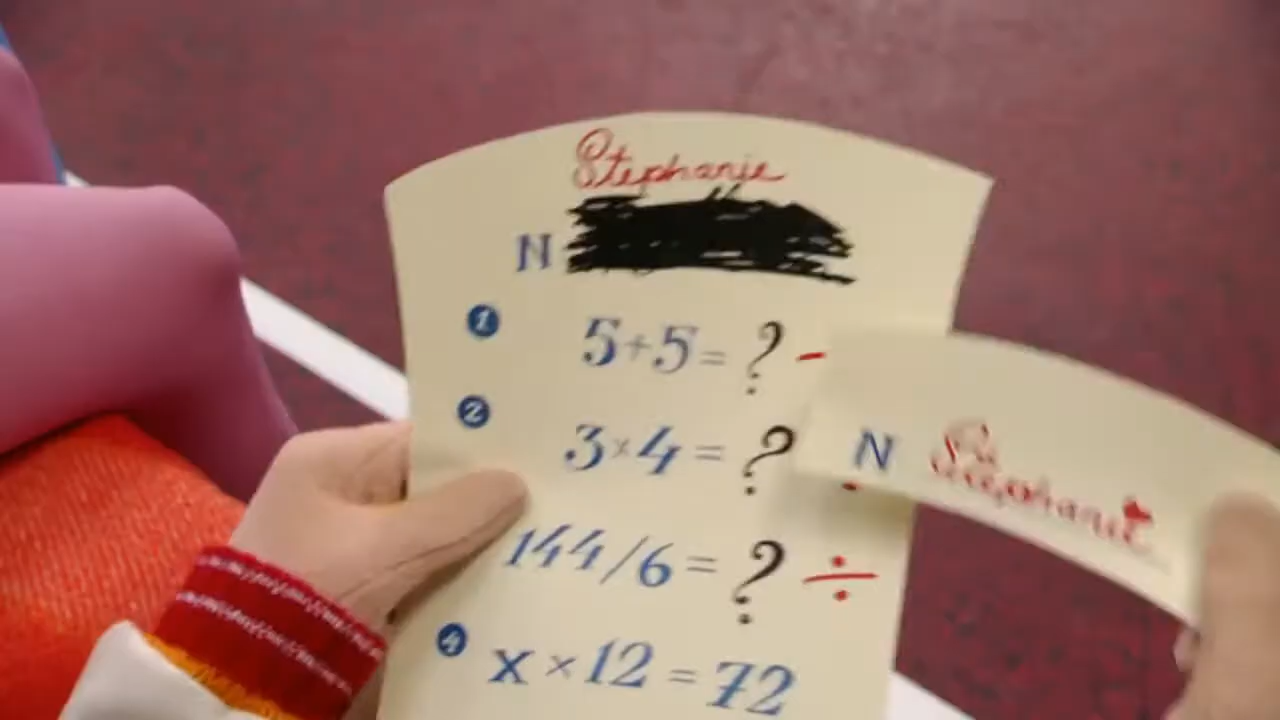 Stephanie
N
1 5+5= ? -
2 3×4= ?
144/6= ? ÷
4 x×12=72
N Stephanie